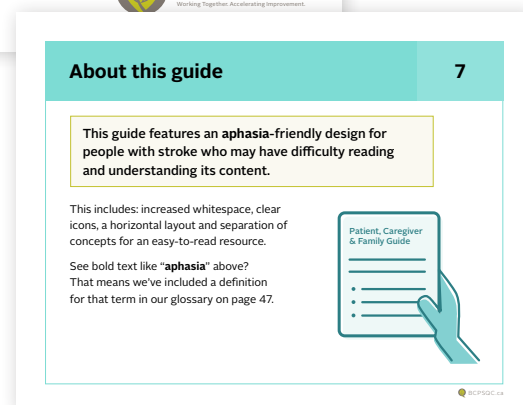 Working Together. Accelerating Improvement.
About this guide
7
This guide features an aphasia-friendly design for
people with stroke who may have difficulty reading
and understanding its content.
This includes: increased whitespace, clear
icons, a horizontal layout and separation of
concepts for an easy-to-read resource.
See bold text like “aphasia” above?
That means we've included a definition
for that term in our glossary on page 47.
Patient, Caregiver
& Family Guide
BCPSQC.ca